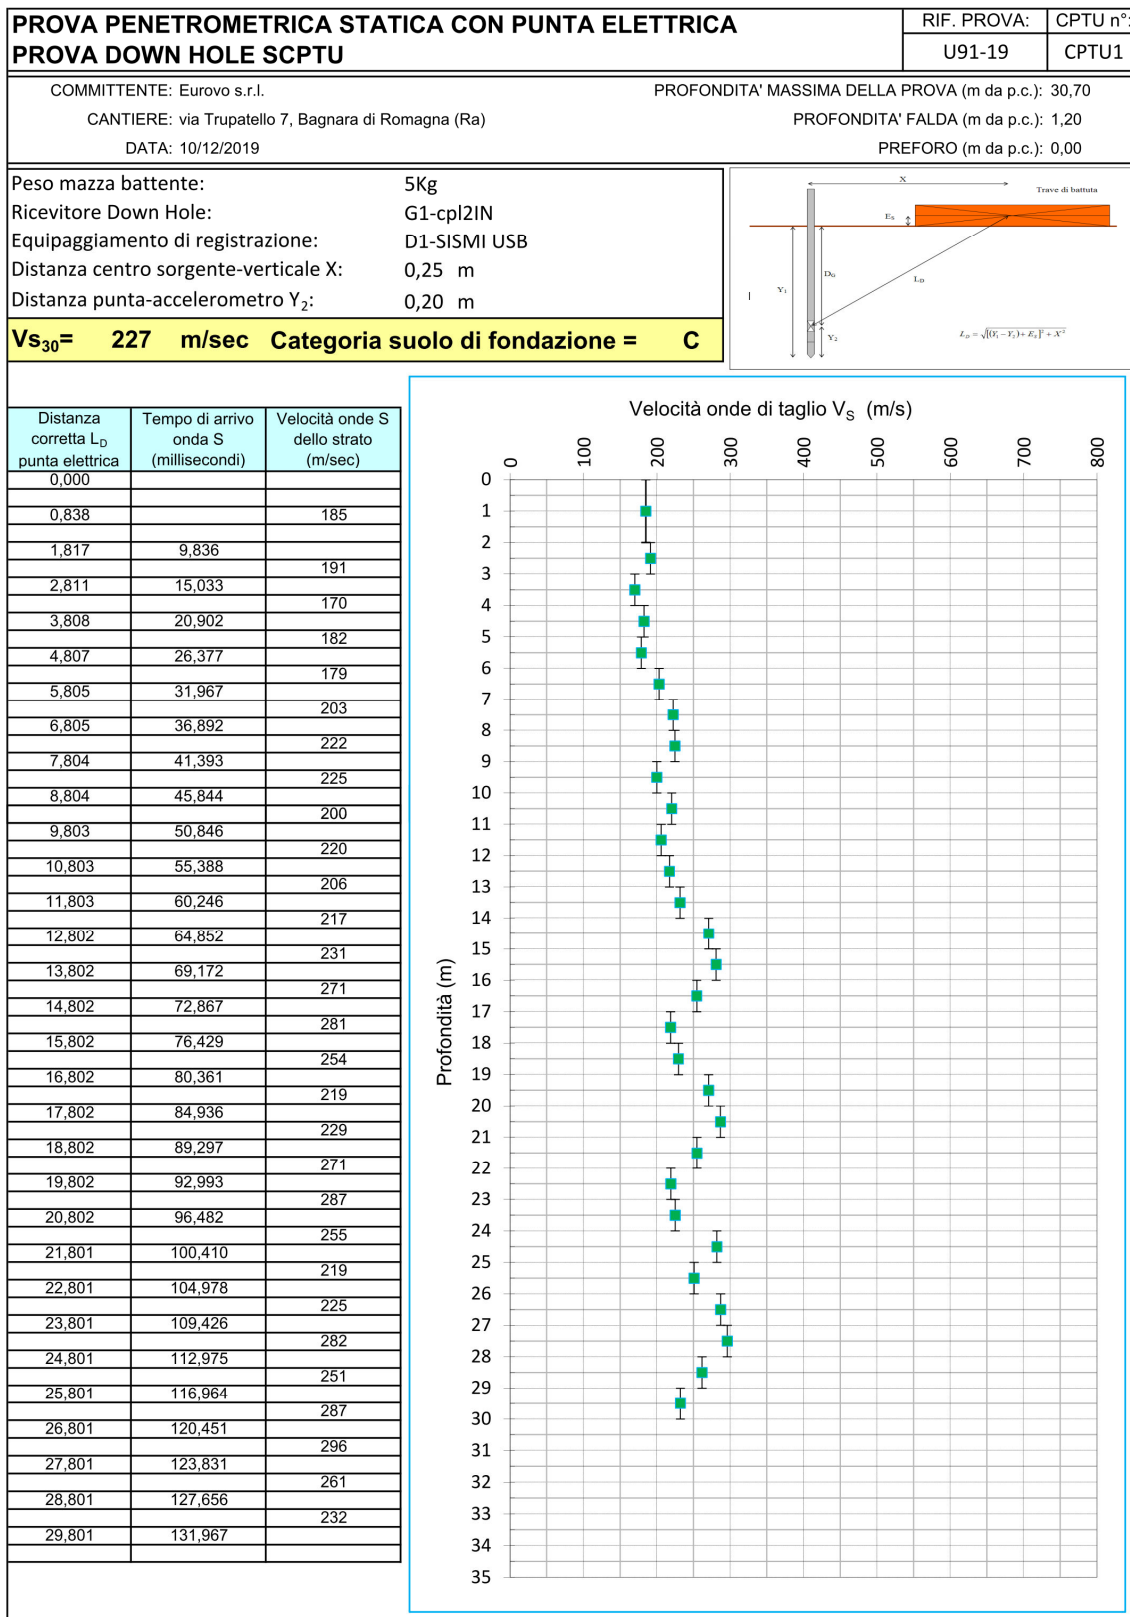 PROVA PENETROMETRICA STATICA CON PUNTA ELETTRICA
PROVA DOWN HOLE SCPTU
RIF. PROVA:
CPTU n°:
U91-19
CPTU1
COMMITTENTE: Eurovo s.r.l.
PROFONDITA' MASSIMA DELLA PROVA (m da p.c.): 30,70
CANTIERE: via Trupatello 7, Bagnara di Romagna (Ra)
PROFONDITA' FALDA (m da p.c.): 1,20
DATA: 10/12/2019
PREFORO (m da p.c.): 0,00
Peso mazza battente: 5Kg
Ricevitore Down Hole: G1-cpl2IN
Equipaggiamento di registrazione: D1-SISMI USB
Distanza centro sorgente-verticale X: 0,25 m
Distanza punta-accelerometro Y2: 0,20 m
Vs30= 227 m/sec Categoria suolo di fondazione = C
X
Trave di battuta
ES
DG
LD
Y1
Y2
LD = √[(Y1 − Y2) + ES]² + X²
Distanza corretta LD punta elettrica
Tempo di arrivo onda S (millisecondi)
Velocità onde S dello strato (m/sec)
0,000
0,838 185
1,817 9,836
191
2,811 15,033
170
3,808 20,902
182
4,807 26,377
179
5,805 31,967
203
6,805 36,892
222
7,804 41,393
225
8,804 45,844
200
9,803 50,846
220
10,803 55,388
206
11,803 60,246
217
12,802 64,852
231
13,802 69,172
271
14,802 72,867
281
15,802 76,429
254
16,802 80,361
219
17,802 84,936
229
18,802 89,297
271
19,802 92,993
287
20,802 96,482
255
21,801 100,410
219
22,801 104,978
225
23,801 109,426
282
24,801 112,975
251
25,801 116,964
287
26,801 120,451
296
27,801 123,831
261
28,801 127,656
232
29,801 131,967
Velocità onde di taglio VS (m/s)
0 100 200 300 400 500 600 700 800
Profondità (m)
0
1
2
3
4
5
6
7
8
9
10
11
12
13
14
15
16
17
18
19
20
21
22
23
24
25
26
27
28
29
30
31
32
33
34
35